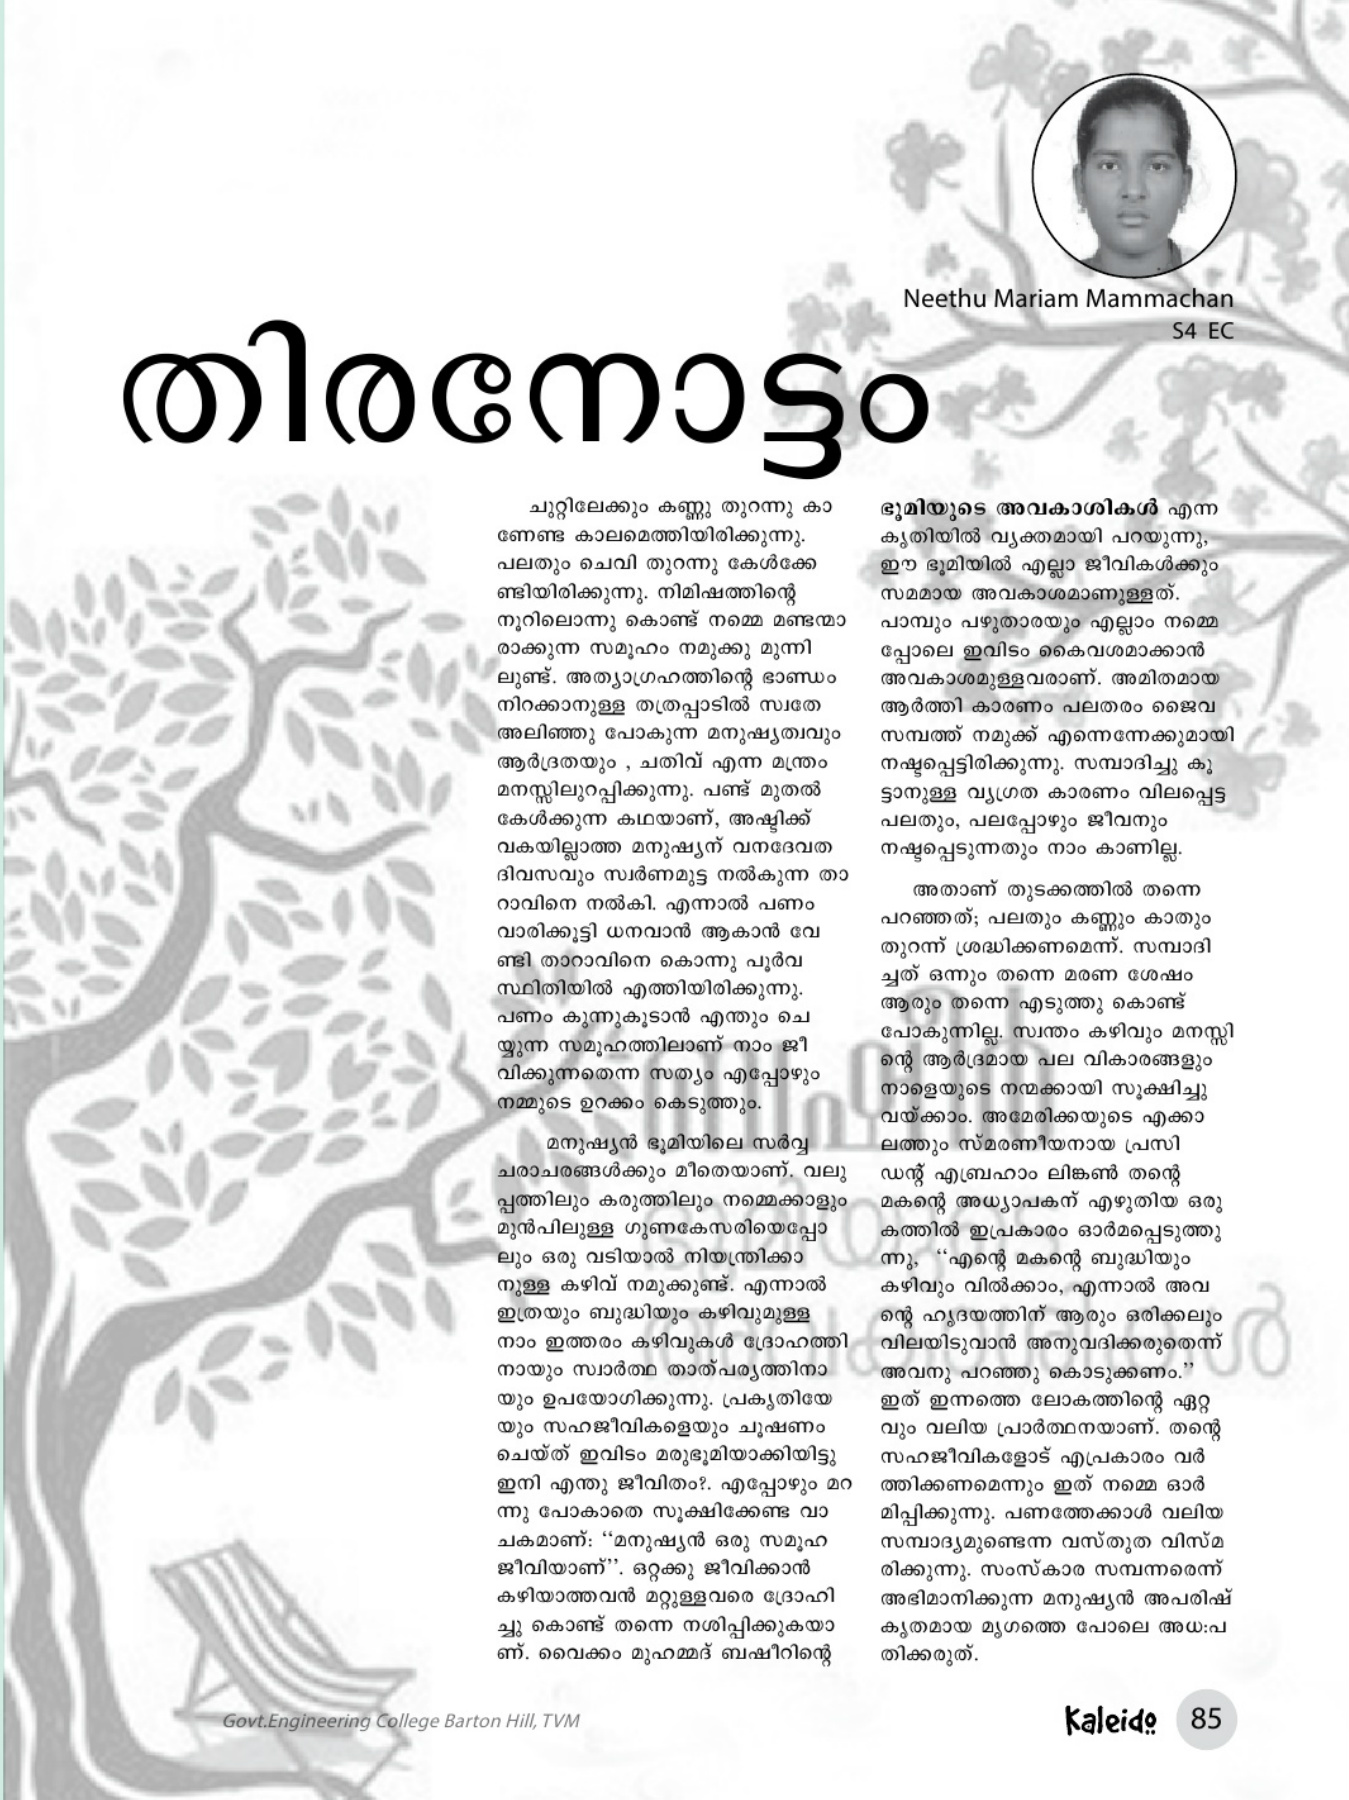 Neethu Mariam Mammachan
S4 EC
തിരനോട്ടം
ചുറ്റിലേക്കും കണ്ണു തുറന്നു കാ
ണേണ്ട കാലമെത്തിയിരിക്കുന്നു.
പലതും ചെവി തുറന്നു കേൾക്കേ
ണ്ടിയിരിക്കുന്നു. നിമിഷത്തിന്റെ
നൂറിലൊന്നു കൊണ്ട് നമ്മെ മണ്ടന്മാ
രാക്കുന്ന സമൂഹം നമുക്കു മുന്നി
ലുണ്ട്. അത്യാഗ്രഹത്തിന്റെ ഭാണ്ഡം
നിറക്കാനുള്ള തത്രപ്പാടിൽ സ്വതേ
അലിഞ്ഞു പോകുന്ന മനുഷ്യത്വവും
ആർദ്രതയും , ചതിവ് എന്ന മന്ത്രം
മനസ്സിലുറപ്പിക്കുന്നു. പണ്ട് മുതൽ
കേൾക്കുന്ന കഥയാണ്, അഷ്ടിക്ക്
വകയില്ലാത്ത മനുഷ്യന് വനദേവത
ദിവസവും സ്വർണമുട്ട നൽകുന്ന താ
റാവിനെ നൽകി. എന്നാൽ പണം
വാരിക്കൂട്ടി ധനവാൻ ആകാൻ വേ
ണ്ടി താറാവിനെ കൊന്നു പൂർവ
സ്ഥിതിയിൽ എത്തിയിരിക്കുന്നു.
പണം കുന്നുകൂടാൻ എന്തും ചെ
യ്യുന്ന സമൂഹത്തിലാണ് നാം ജീ
വിക്കുന്നതെന്ന സത്യം എപ്പോഴും
നമ്മുടെ ഉറക്കം കെടുത്തും.
മനുഷ്യൻ ഭൂമിയിലെ സർവ്വ
ചരാചരങ്ങൾക്കും മീതെയാണ്. വലു
പ്പത്തിലും കരുത്തിലും നമ്മെക്കാളും
മുൻപിലുള്ള ഗുണകേസരിയെപ്പോ
ലും ഒരു വടിയാൽ നിയന്ത്രിക്കാ
നുള്ള കഴിവ് നമുക്കുണ്ട്. എന്നാൽ
ഇത്രയും ബുദ്ധിയും കഴിവുമുള്ള
നാം ഇത്തരം കഴിവുകൾ ദ്രോഹത്തി
നായും സ്വാർത്ഥ താത്പര്യത്തിനാ
യും ഉപയോഗിക്കുന്നു. പ്രകൃതിയേ
യും സഹജീവികളെയും ചൂഷണം
ചെയ്ത് ഇവിടം മരുഭൂമിയാക്കിയിട്ടു
ഇനി എന്തു ജീവിതം?. എപ്പോഴും മറ
ന്നു പോകാതെ സൂക്ഷിക്കേണ്ട വാ
ചകമാണ്: “മനുഷ്യൻ ഒരു സമൂഹ
ജീവിയാണ്”. ഒറ്റക്കു ജീവിക്കാൻ
കഴിയാത്തവൻ മറ്റുള്ളവരെ ദ്രോഹി
ച്ചു കൊണ്ട് തന്നെ നശിപ്പിക്കുകയാ
ണ്. വൈക്കം മുഹമ്മദ് ബഷീറിന്റെ
ഭൂമിയുടെ അവകാശികൾ എന്ന
കൃതിയിൽ വ്യക്തമായി പറയുന്നു,
ഈ ഭൂമിയിൽ എല്ലാ ജീവികൾക്കും
സമമായ അവകാശമാണുള്ളത്.
പാമ്പും പഴുതാരയും എല്ലാം നമ്മെ
പ്പോലെ ഇവിടം കൈവശമാക്കാൻ
അവകാശമുള്ളവരാണ്. അമിതമായ
ആർത്തി കാരണം പലതരം ജൈവ
സമ്പത്ത് നമുക്ക് എന്നെന്നേക്കുമായി
നഷ്ടപ്പെട്ടിരിക്കുന്നു. സമ്പാദിച്ചു കൂ
ട്ടാനുള്ള വ്യഗ്രത കാരണം വിലപ്പെട്ട
പലതും, പലപ്പോഴും ജീവനും
നഷ്ടപ്പെടുന്നതും നാം കാണില്ല.
അതാണ് തുടക്കത്തിൽ തന്നെ
പറഞ്ഞത്; പലതും കണ്ണും കാതും
തുറന്ന് ശ്രദ്ധിക്കണമെന്ന്. സമ്പാദി
ച്ചത് ഒന്നും തന്നെ മരണ ശേഷം
ആരും തന്നെ എടുത്തു കൊണ്ട്
പോകുന്നില്ല. സ്വന്തം കഴിവും മനസ്സി
ന്റെ ആർദ്രമായ പല വികാരങ്ങളും
നാളെയുടെ നന്മക്കായി സൂക്ഷിച്ചു
വയ്ക്കാം. അമേരിക്കയുടെ എക്കാ
ലത്തും സ്മരണീയനായ പ്രസി
ഡന്റ് എബ്രഹാം ലിങ്കൺ തന്റെ
മകന്റെ അധ്യാപകന് എഴുതിയ ഒരു
കത്തിൽ ഇപ്രകാരം ഓർമപ്പെടുത്തു
ന്നു, “എന്റെ മകന്റെ ബുദ്ധിയും
കഴിവും വിൽക്കാം, എന്നാൽ അവ
ന്റെ ഹൃദയത്തിന് ആരും ഒരിക്കലും
വിലയിടുവാൻ അനുവദിക്കരുതെന്ന്
അവനു പറഞ്ഞു കൊടുക്കണം.”
ഇത് ഇന്നത്തെ ലോകത്തിന്റെ ഏറ്റ
വും വലിയ പ്രാർത്ഥനയാണ്. തന്റെ
സഹജീവികളോട് എപ്രകാരം വർ
ത്തിക്കണമെന്നും ഇത് നമ്മെ ഓർ
മിപ്പിക്കുന്നു. പണത്തേക്കാൾ വലിയ
സമ്പാദ്യമുണ്ടെന്ന വസ്തുത വിസ്മ
രിക്കുന്നു. സംസ്കാര സമ്പന്നരെന്ന്
അഭിമാനിക്കുന്ന മനുഷ്യൻ അപരിഷ്
കൃതമായ മൃഗത്തെ പോലെ അധഃപ
തിക്കരുത്.
ബഷീർ
ഭൂമിയുടെ
അവകാശികൾ
Govt.Engineering College Barton Hill, TVM
Kaleido 85